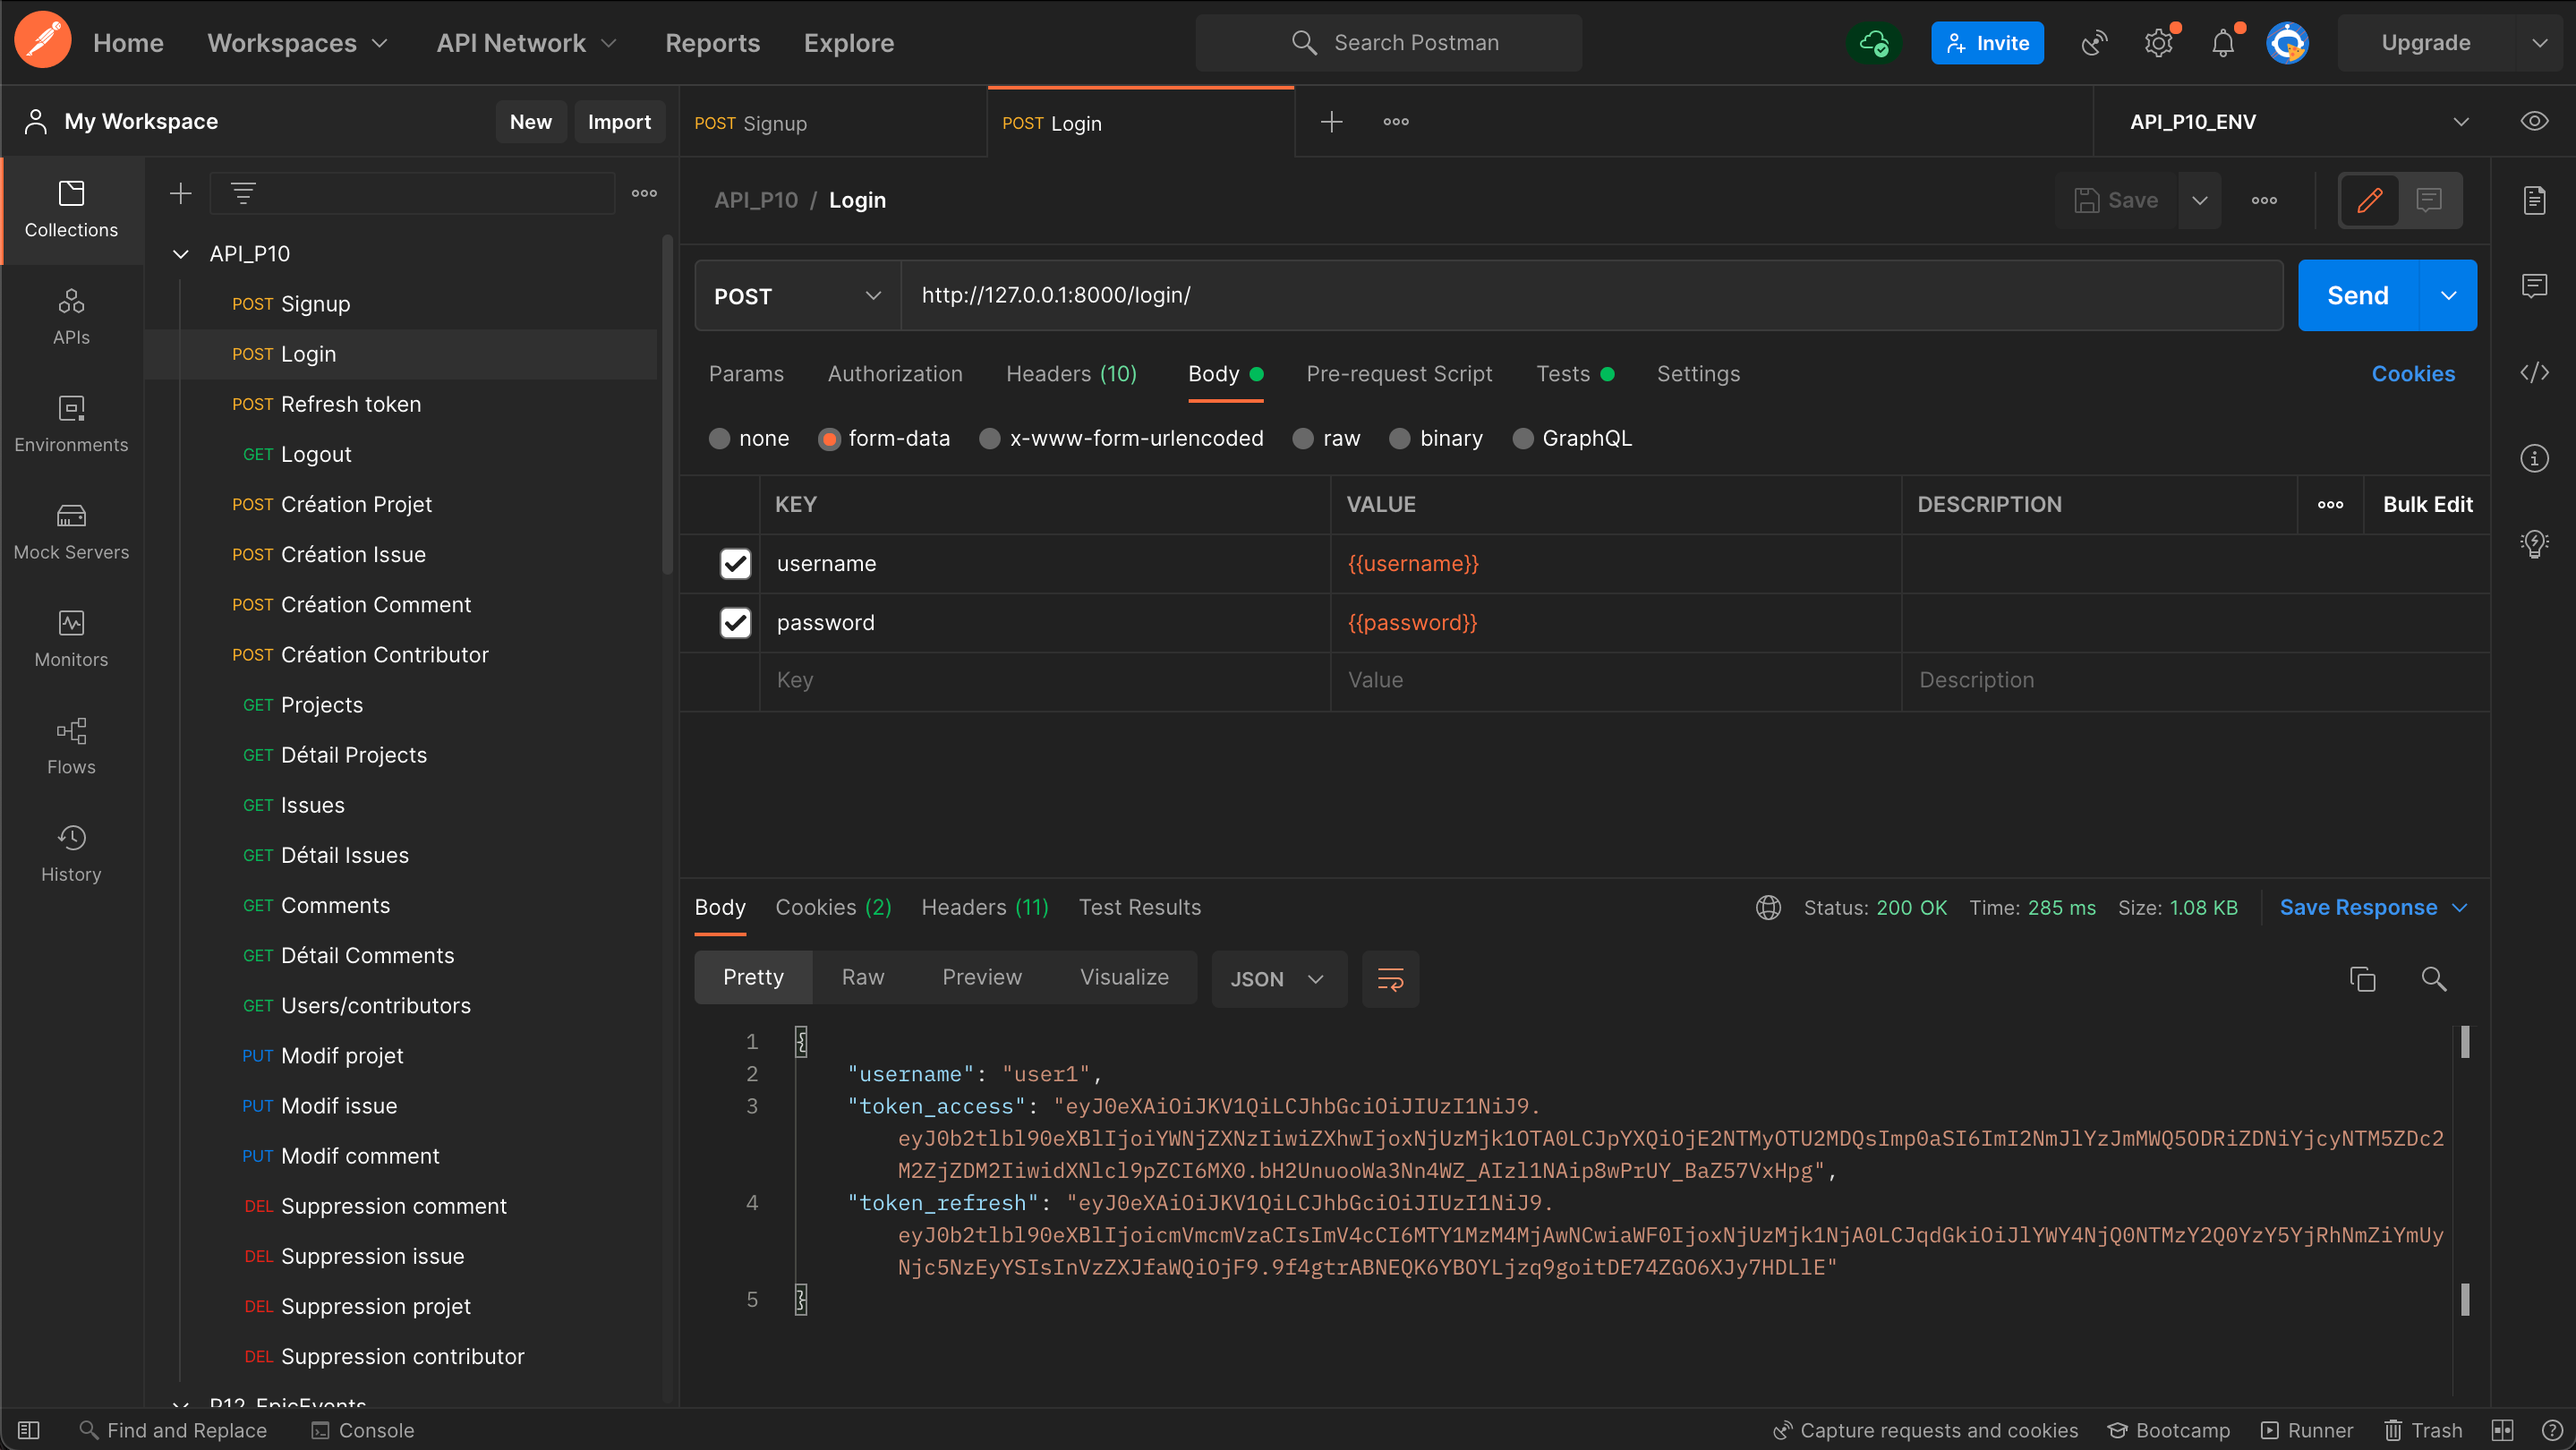 Home
Workspaces
API Network
Reports
Explore
Search Postman
Invite
Upgrade
My Workspace
New
Import
POST Signup
POST Login
API_P10_ENV
Collections
APIs
Environments
Mock Servers
Monitors
Flows
History
API_P10
POST Signup
POST Login
POST Refresh token
GET Logout
POST Création Projet
POST Création Issue
POST Création Comment
POST Création Contributor
GET Projects
GET Détail Projects
GET Issues
GET Détail Issues
GET Comments
GET Détail Comments
GET Users/contributors
PUT Modif projet
PUT Modif issue
PUT Modif comment
DEL Suppression comment
DEL Suppression issue
DEL Suppression projet
DEL Suppression contributor
P12_EpicEvents
API_P10 / Login
Save
POST
http://127.0.0.1:8000/login/
Send
Params
Authorization
Headers (10)
Body
Pre-request Script
Tests
Settings
Cookies
none
form-data
x-www-form-urlencoded
raw
binary
GraphQL
KEY
VALUE
DESCRIPTION
Bulk Edit
username
{{username}}
password
{{password}}
Key
Value
Description
Body
Cookies (2)
Headers (11)
Test Results
Status: 200 OK
Time: 285 ms
Size: 1.08 KB
Save Response
Pretty
Raw
Preview
Visualize
JSON
1 {
2 "username": "user1",
3 "token_access": "eyJ0eXAiOiJKV1QiLCJhbGciOiJIUzI1NiJ9.
eyJ0b2tlbl90eXBlIjoiYWNjZXNzIiwiZXhwIjoxNjUzMjk1OTA0LCJpYXQiOjE2NTMyOTU2MDQsImp0aSI6ImI2NmJlYzJmMWQ5ODRiZDNiYjcyNTM5ZDc2
M2ZjZDM2IiwidXNlcl9pZCI6MX0.bH2UnuooWa3Nn4WZ_AIzl1NAip8wPrUY_BaZ57VxHpg",
4 "token_refresh": "eyJ0eXAiOiJKV1QiLCJhbGciOiJIUzI1NiJ9.
eyJ0b2tlbl90eXBlIjoicmVmcmVzaCIsImV4cCI6MTY1MzM4MjAwNCwiaWF0IjoxNjUzMjk1NjA0LCJqdGkiOiJlYWY4NjQ0NTMzY2Q0YzY5YjRhNmZiYmUy
Njc5NzEyYSIsInVzZXJfaWQiOjF9.9f4gtrABNEQK6YBOYLjzq9goitDE74ZGO6XJy7HDLlE"
5 }
Find and Replace
Console
Capture requests and cookies
Bootcamp
Runner
Trash